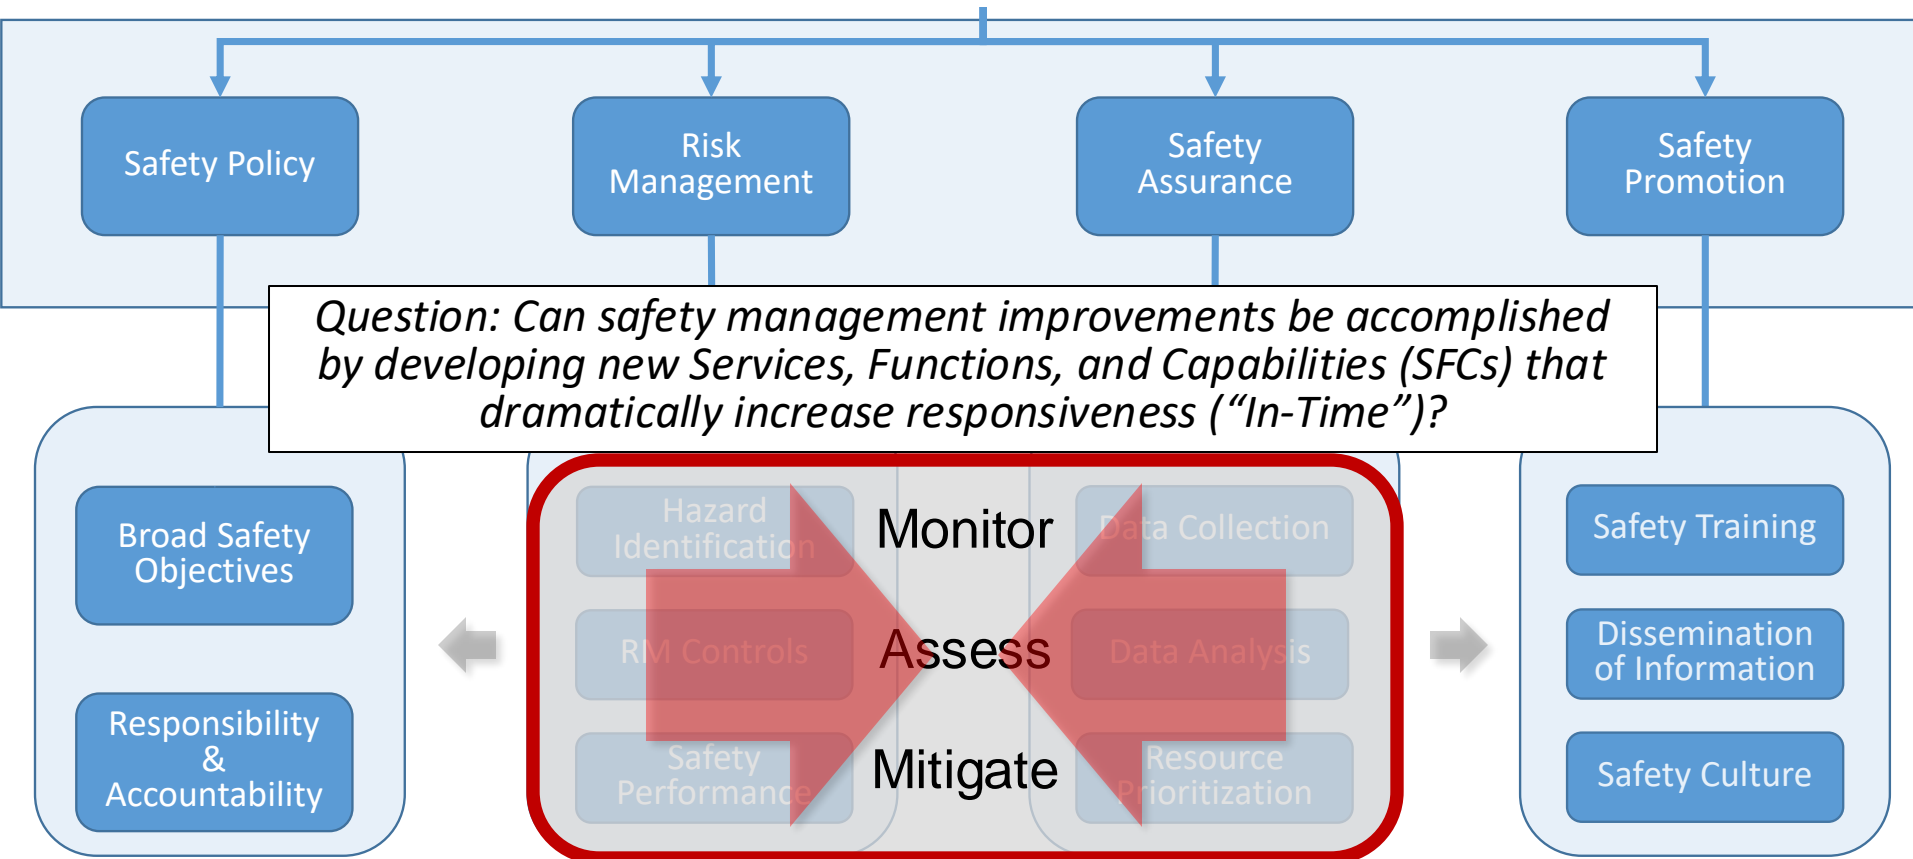 Safety Policy
Risk
Management
Safety
Assurance
Safety
Promotion
Question: Can safety management improvements be accomplished
by developing new Services, Functions, and Capabilities (SFCs) that
dramatically increase responsiveness (“In-Time”)?
Broad Safety
Objectives
Responsibility
&
Accountability
Hazard
Identification
RM Controls
Safety
Performance
Monitor
Assess
Mitigate
Data Collection
Data Analysis
Resource
Prioritization
Safety Training
Dissemination
of Information
Safety Culture